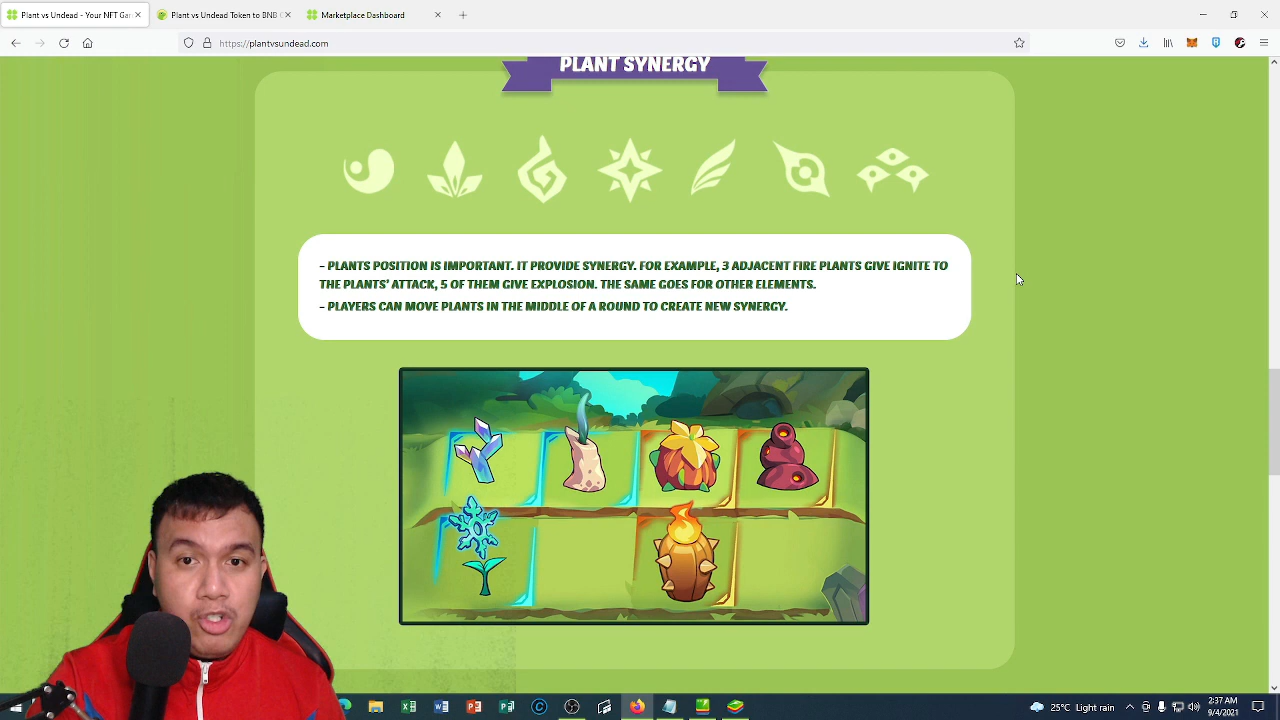 Plant vs Undead - Your NFT Gar
Plant vs Undead Token to BNB
Marketplace Dashboard
https://plantvsundead.com
PLANT SYNERGY
- PLANTS POSITION IS IMPORTANT. IT PROVIDE SYNERGY. FOR EXAMPLE, 3 ADJACENT FIRE PLANTS GIVE IGNITE TO
THE PLANTS' ATTACK, 5 OF THEM GIVE EXPLOSION. THE SAME GOES FOR OTHER ELEMENTS.
- PLAYERS CAN MOVE PLANTS IN THE MIDDLE OF A ROUND TO CREATE NEW SYNERGY.
25°C Light rain
2:37 AM
9/4/2021